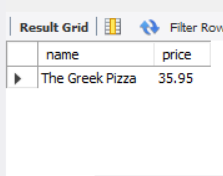 Result Grid Filter Row
name price
The Greek Pizza 35.95